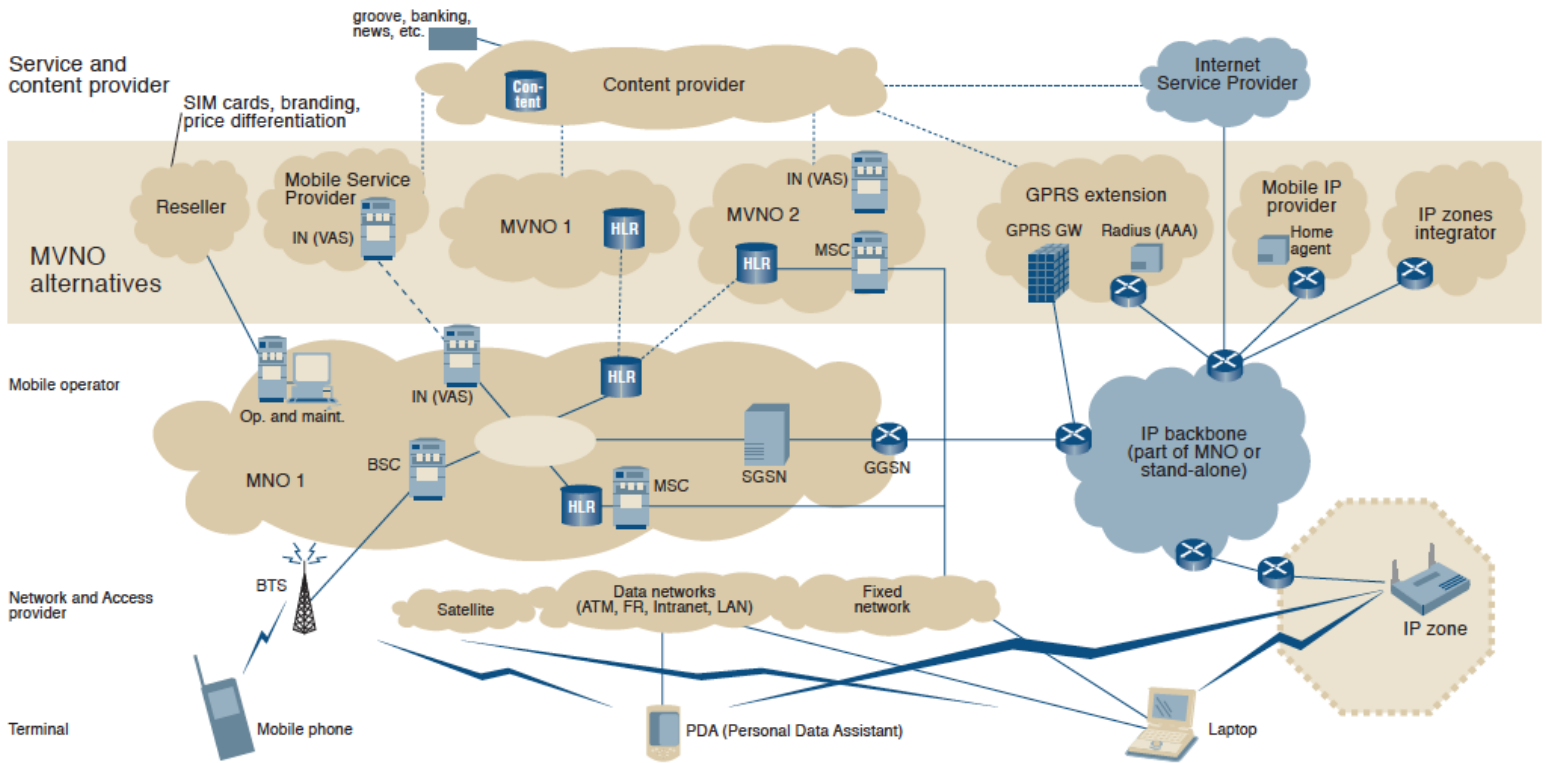 groove, banking,
news, etc.
Service and
content provider
Con-
tent
Content provider
Internet
Service Provider
SIM cards, branding,
price differentiation
Reseller
Mobile Service
Provider
IN (VAS)
MVNO 1
HLR
MVNO 2
IN (VAS)
HLR
MSC
GPRS extension
GPRS GW
Radius (AAA)
Mobile IP
provider
Home
agent
IP zones
integrator
MVNO
alternatives
Mobile operator
Op. and maint.
IN (VAS)
HLR
BSC
MNO 1
HLR
MSC
SGSN
GGSN
IP backbone
(part of MNO or
stand-alone)
Network and Access
provider
BTS
Satellite
Data networks
(ATM, FR, Intranet, LAN)
Fixed
network
IP zone
Terminal
Mobile phone
PDA (Personal Data Assistant)
Laptop